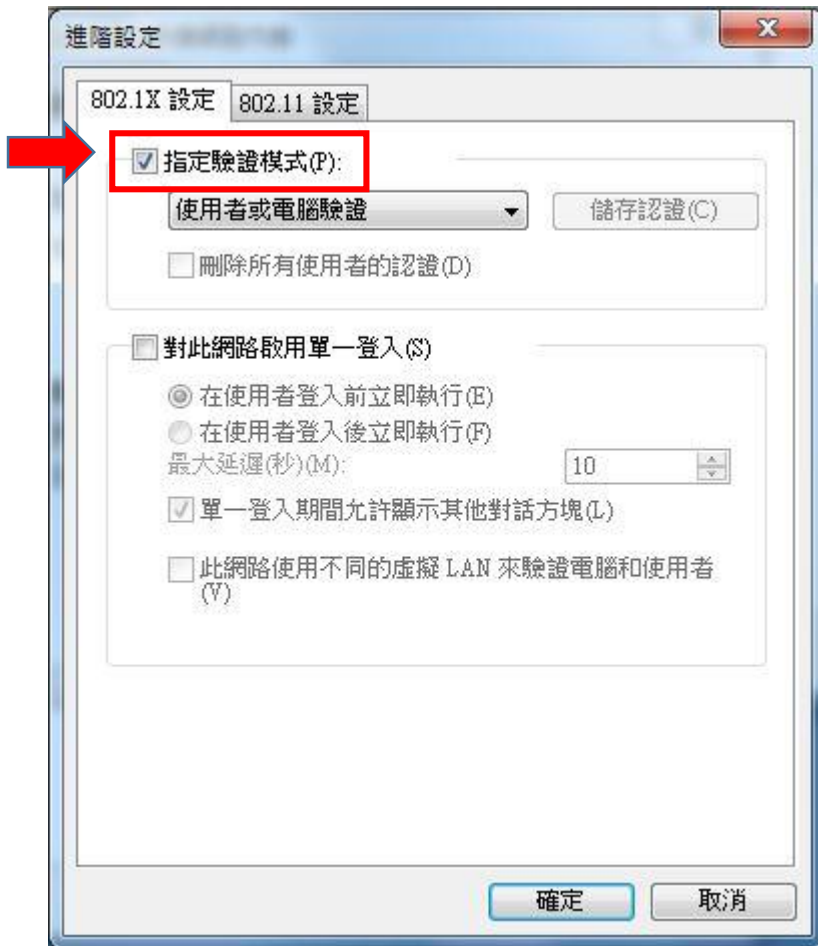 進階設定
802.1X 設定
802.11 設定
指定驗證模式(P):
使用者或電腦驗證
儲存認證(C)
刪除所有使用者的認證(D)
對此網路啟用單一登入(S)
在使用者登入前立即執行(E)
在使用者登入後立即執行(F)
最大延遲(秒)(M):
10
單一登入期間允許顯示其他對話方塊(L)
此網路使用不同的虛擬 LAN 來驗證電腦和使用者
(V)
確定
取消